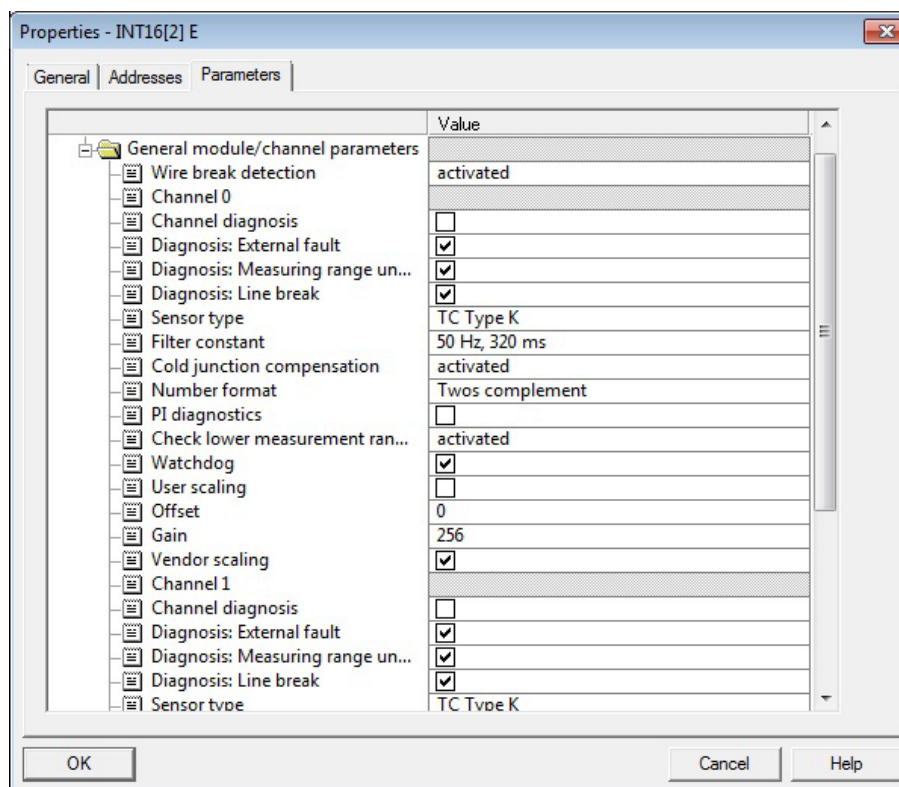 Properties - INT16[2] E
General Addresses Parameters
Value
General module/channel parameters
Wire break detection activated
Channel 0
Channel diagnosis
Diagnosis: External fault
Diagnosis: Measuring range un...
Diagnosis: Line break
Sensor type TC Type K
Filter constant 50 Hz, 320 ms
Cold junction compensation activated
Number format Twos complement
PI diagnostics
Check lower measurement ran... activated
Watchdog
User scaling
Offset 0
Gain 256
Vendor scaling
Channel 1
Channel diagnosis
Diagnosis: External fault
Diagnosis: Measuring range un...
Diagnosis: Line break
Sensor type TC Type K
OK Cancel Help